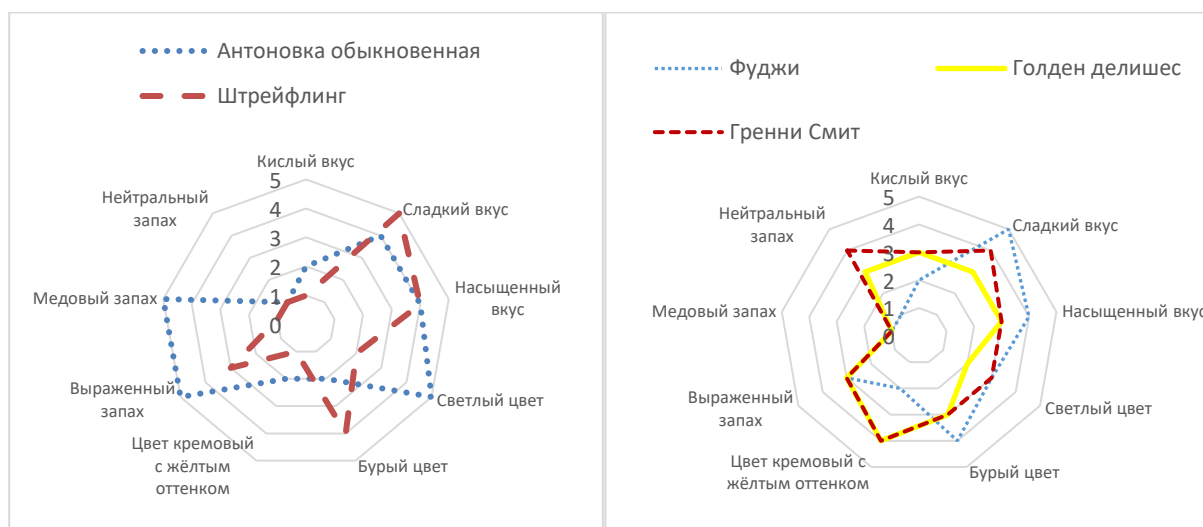 Антоновка обыкновенная
Штрейфлинг
Кислый вкус
Сладкий вкус
Насыщенный
вкус
Светлый цвет
Бурый цвет
Цвет кремовый
с жёлтым
оттенком
Выраженный
запах
Медовый запах
Нейтральный
запах
5
4
3
2
1
0
Фуджи
Голден делишес
Гренни Смит
Кислый вкус
Сладкий вкус
Насыщенный вкус
Светлый цвет
Бурый цвет
Цвет кремовый с
жёлтым оттенком
Выраженный
запах
Медовый запах
Нейтральный
запах
5
4
3
2
1
0